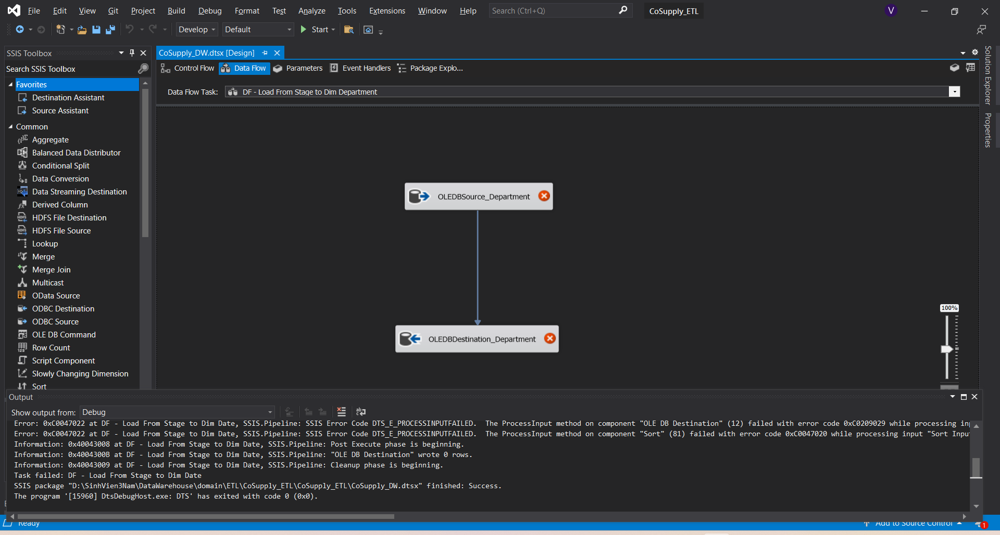 File Edit View Git Project Build Debug Format Test Analyze Tools Extensions Window Help Search (Ctrl+Q) CoSupply_ETL V
Develop Default Start
SSIS Toolbox
Search SSIS Toolbox
Favorites
Destination Assistant
Source Assistant
Common
Aggregate
Balanced Data Distributor
Conditional Split
Data Conversion
Data Streaming Destination
Derived Column
HDFS File Destination
HDFS File Source
Lookup
Merge
Merge Join
Multicast
OData Source
ODBC Destination
ODBC Source
OLE DB Command
Row Count
Script Component
Slowly Changing Dimension
Sort
CoSupply_DW.dtsx [Design]
Control Flow Data Flow Parameters Event Handlers Package Explo...
Data Flow Task: DF - Load From Stage to Dim Department
OLEDBSource_Department
OLEDBDestination_Department
100%
Solution Explorer
Properties
Output
Show output from: Debug
Error: 0xC0047022 at DF - Load From Stage to Dim Date, SSIS.Pipeline: SSIS Error Code DTS_E_PROCESSINPUTFAILED.  The ProcessInput method on component "OLE DB Destination" (12) failed with error code 0xC0209029 while processing in
Error: 0xC0047022 at DF - Load From Stage to Dim Date, SSIS.Pipeline: SSIS Error Code DTS_E_PROCESSINPUTFAILED.  The ProcessInput method on component "Sort" (81) failed with error code 0xC0047020 while processing input "Sort Inpu
Information: 0x40043008 at DF - Load From Stage to Dim Date, SSIS.Pipeline: Post Execute phase is beginning.
Information: 0x4004300B at DF - Load From Stage to Dim Date, SSIS.Pipeline: "OLE DB Destination" wrote 0 rows.
Information: 0x40043009 at DF - Load From Stage to Dim Date, SSIS.Pipeline: Cleanup phase is beginning.
Task failed: DF - Load From Stage to Dim Date
SSIS package "D:\SinhVien3Nam\DataWarehouse\domain\ETL\CoSupply_ETL\CoSupply_ETL\CoSupply_DW.dtsx" finished: Success.
The program '[15960] DtsDebugHost.exe: DTS' has exited with code 0 (0x0).
Ready Add to Source Control 1